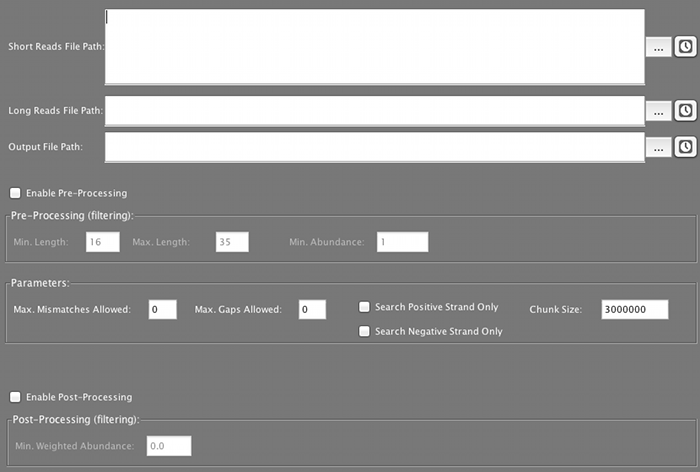 Short Reads File Path:
...
Long Reads File Path:
...
Output File Path:
...
Enable Pre-Processing
Pre-Processing (filtering):
Min. Length: 16 Max. Length: 35 Min. Abundance: 1
Parameters:
Max. Mismatches Allowed: 0 Max. Gaps Allowed: 0 Search Positive Strand Only Chunk Size: 3000000
Search Negative Strand Only
Enable Post-Processing
Post-Processing (filtering):
Min. Weighted Abundance: 0.0